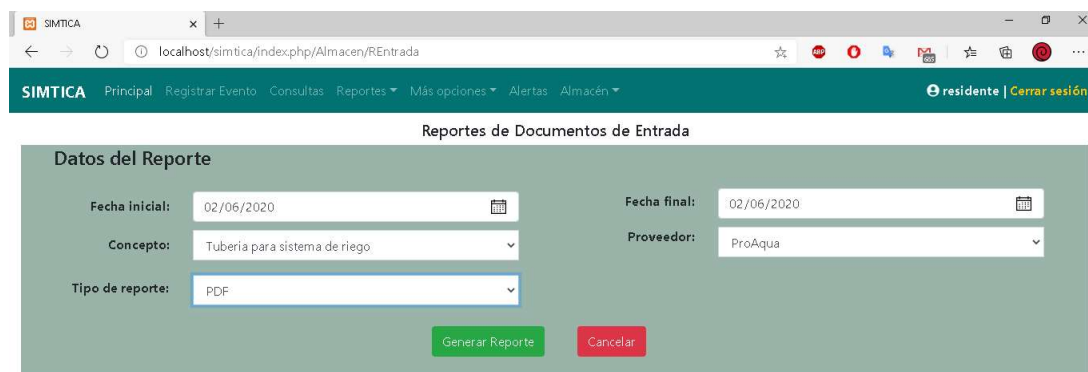 SIMTICA
localhost/simtica/index.php/Almacen/REntrada
SIMTICA Principal Registrar Evento Consultas Reportes Más opciones Alertas Almacén residente | Cerrar sesión
Reportes de Documentos de Entrada
Datos del Reporte
Fecha inicial: 02/06/2020 Fecha final: 02/06/2020
Concepto: Tuberia para sistema de riego Proveedor: ProAqua
Tipo de reporte: PDF
Generar Reporte Cancelar